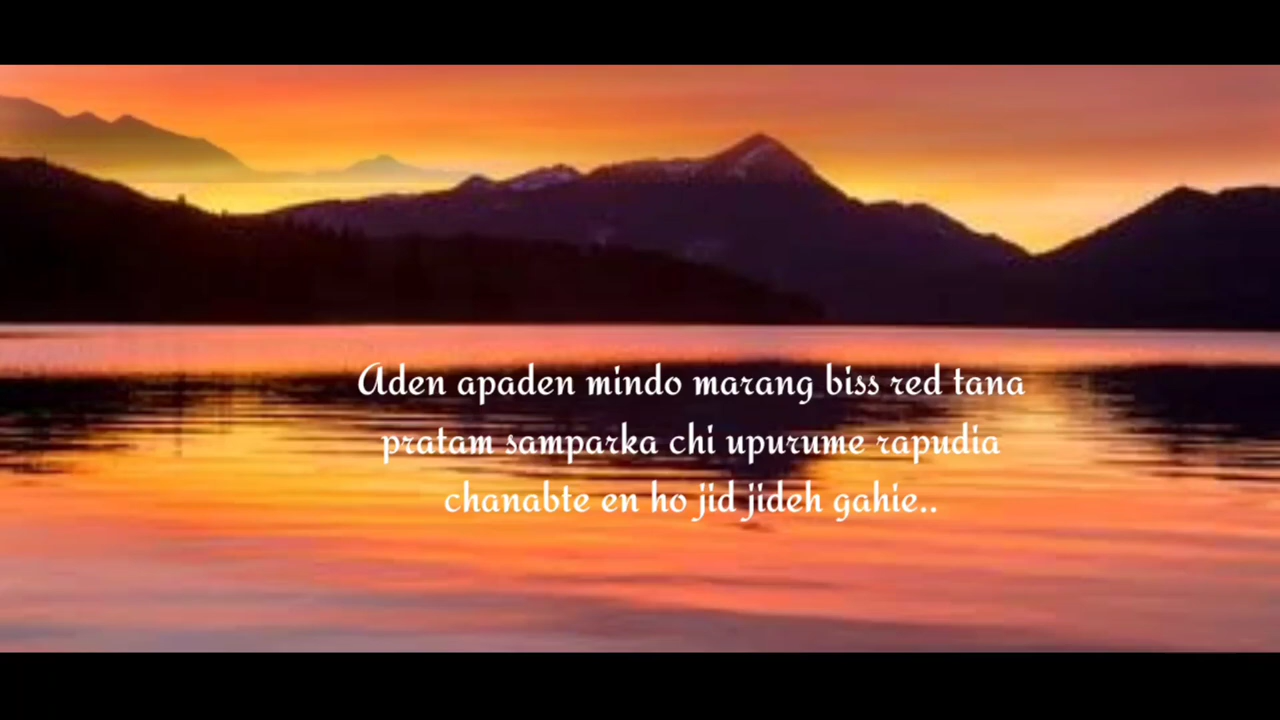 Aden apaden mindo marang biss red tana
pratam samparka chi upurume rapudia
chanabte en ho jid jideh gahie..